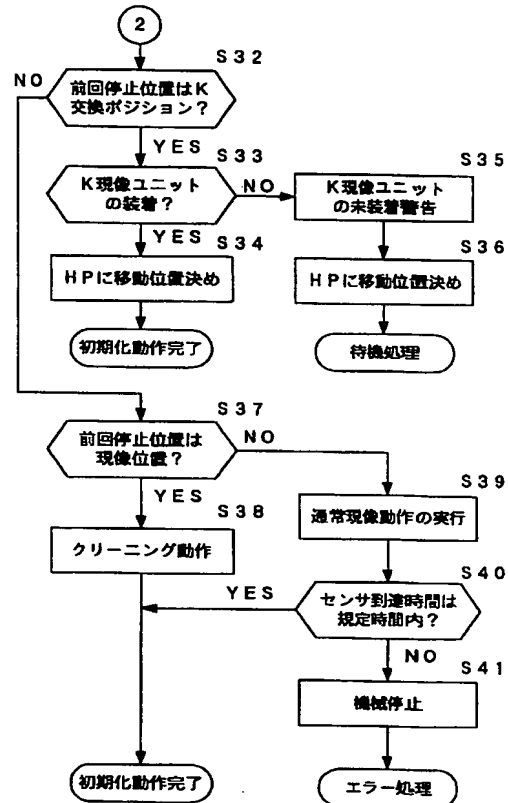 2
S32
NO
前回停止位置はK
交換ポジション?
YES
S33
K現像ユニット
の装着?
NO
S35
K現像ユニット
の未装着警告
YES
S34
HPに移動位置決め
S36
HPに移動位置決め
初期化動作完了
待機処理
S37
前回停止位置は
現像位置?
NO
YES
S38
クリーニング動作
S39
通常現像動作の実行
S40
センサ到達時間は
規定時間内?
YES
NO
S41
機械停止
初期化動作完了
エラー処理